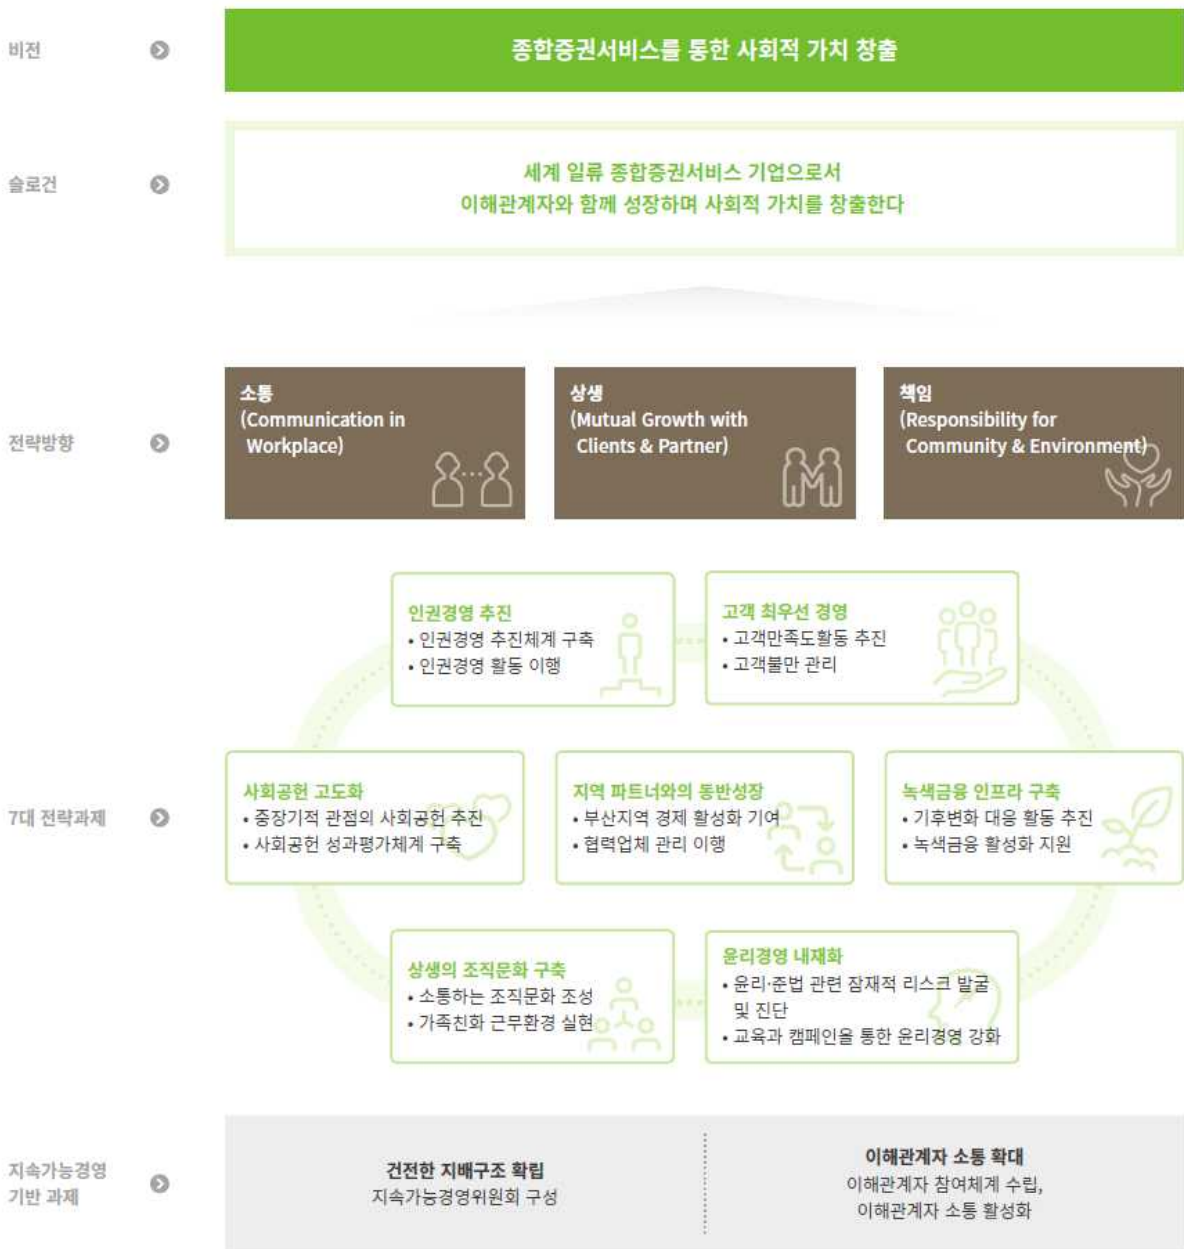 비전
종합증권서비스를 통한 사회적 가치 창출
슬로건
세계 일류 종합증권서비스 기업으로서
이해관계자와 함께 성장하며 사회적 가치를 창출한다
전략방향
소통
(Communication in
Workplace)
상생
(Mutual Growth with
Clients & Partner)
책임
(Responsibility for
Community & Environment)
7대 전략과제
인권경영 추진
• 인권경영 추진체계 구축
• 인권경영 활동 이행
고객 최우선 경영
• 고객만족도활동 추진
• 고객불만 관리
사회공헌 고도화
• 중장기적 관점의 사회공헌 추진
• 사회공헌 성과평가체계 구축
지역 파트너와의 동반성장
• 부산지역 경제 활성화 기여
• 협력업체 관리 이행
녹색금융 인프라 구축
• 기후변화 대응 활동 추진
• 녹색금융 활성화 지원
상생의 조직문화 구축
• 소통하는 조직문화 조성
• 가족친화 근무환경 실현
윤리경영 내재화
• 윤리·준법 관련 잠재적 리스크 발굴
및 진단
• 교육과 캠페인을 통한 윤리경영 강화
지속가능경영
기반 과제
건전한 지배구조 확립
지속가능경영위원회 구성
이해관계자 소통 확대
이해관계자 참여체계 수립,
이해관계자 소통 활성화